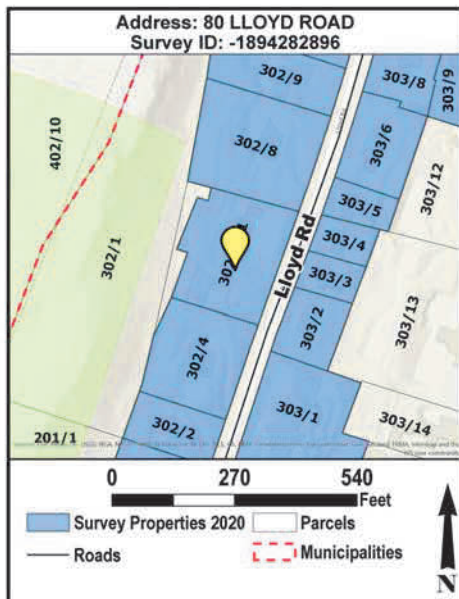 Address: 80 LLOYD ROAD
Survey ID: -1894282896
302/9
303/8
303/9
402/10
302/8
303/6
303/12
303/5
302/1
303/4
Lloyd Rd
303/3
303/13
303/2
302/4
303/1
303/14
302/2
201/1
0 270 540
Feet
Survey Properties 2020
Parcels
Roads
Municipalities
N